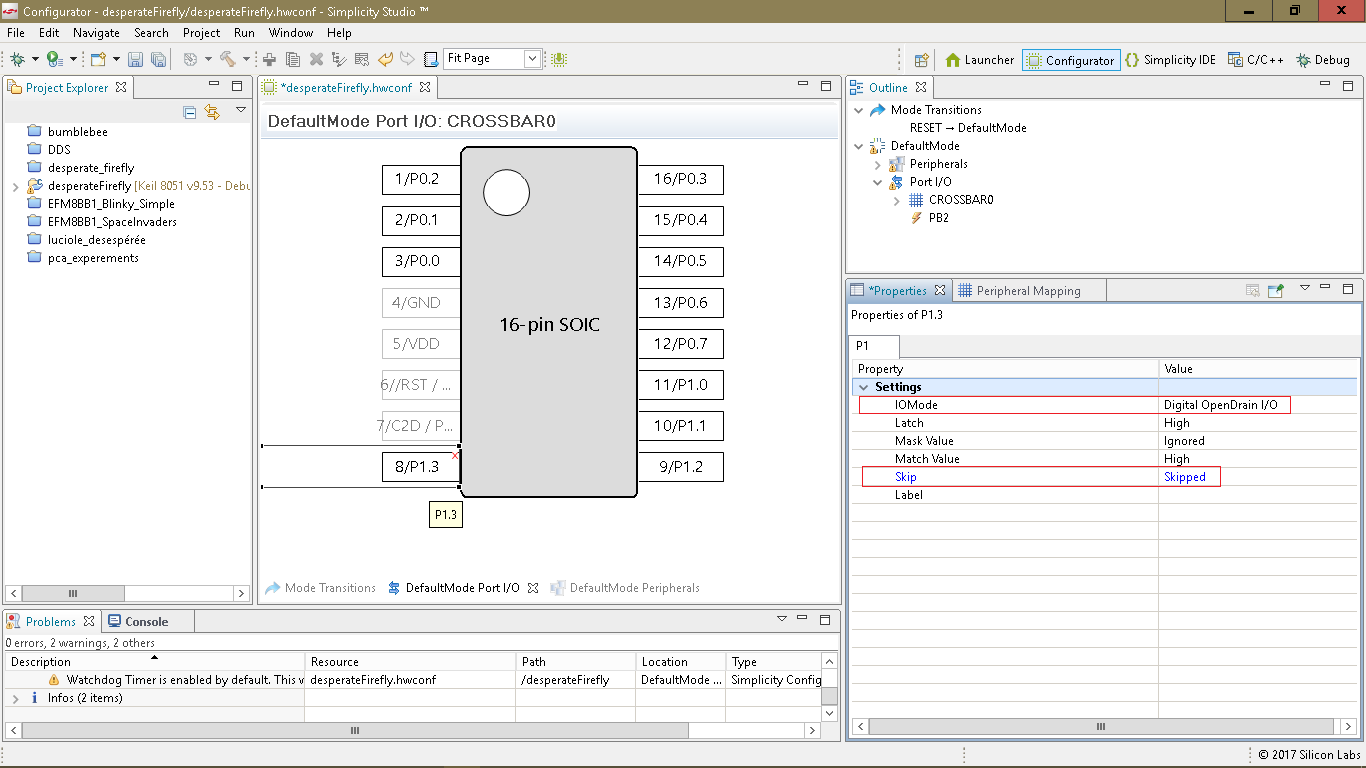 Configurator - desperateFirefly/desperateFirefly.hwconf - Simplicity Studio ™
File Edit Navigate Search Project Run Window Help
Fit Page
Launcher Configurator Simplicity IDE C/C++ Debug
Project Explorer
bumblebee
DDS
desperate_firefly
desperateFirefly [Keil 8051 v9.53 - Debu
EFM8BB1_Blinky_Simple
EFM8BB1_SpaceInvaders
luciole_desespérée
pca_experements
*desperateFirefly.hwconf
DefaultMode Port I/O: CROSSBAR0
1/P0.2 16/P0.3
2/P0.1 15/P0.4
3/P0.0 14/P0.5
4/GND 13/P0.6
16-pin SOIC
5/VDD 12/P0.7
6//RST / ... 11/P1.0
7/C2D / P... 10/P1.1
8/P1.3 9/P1.2
P1.3
Mode Transitions DefaultMode Port I/O DefaultMode Peripherals
Outline
Mode Transitions
RESET → DefaultMode
DefaultMode
Peripherals
Port I/O
CROSSBAR0
PB2
*Properties Peripheral Mapping
Properties of P1.3
P1
Property Value
Settings
IOMode Digital OpenDrain I/O
Latch High
Mask Value Ignored
Match Value High
Skip Skipped
Label
Problems Console
0 errors, 2 warnings, 2 others
Description Resource Path Location Type
Watchdog Timer is enabled by default. This v desperateFirefly.hwconf /desperateFirefly DefaultMode ... Simplicity Config
Infos (2 items)
© 2017 Silicon Labs